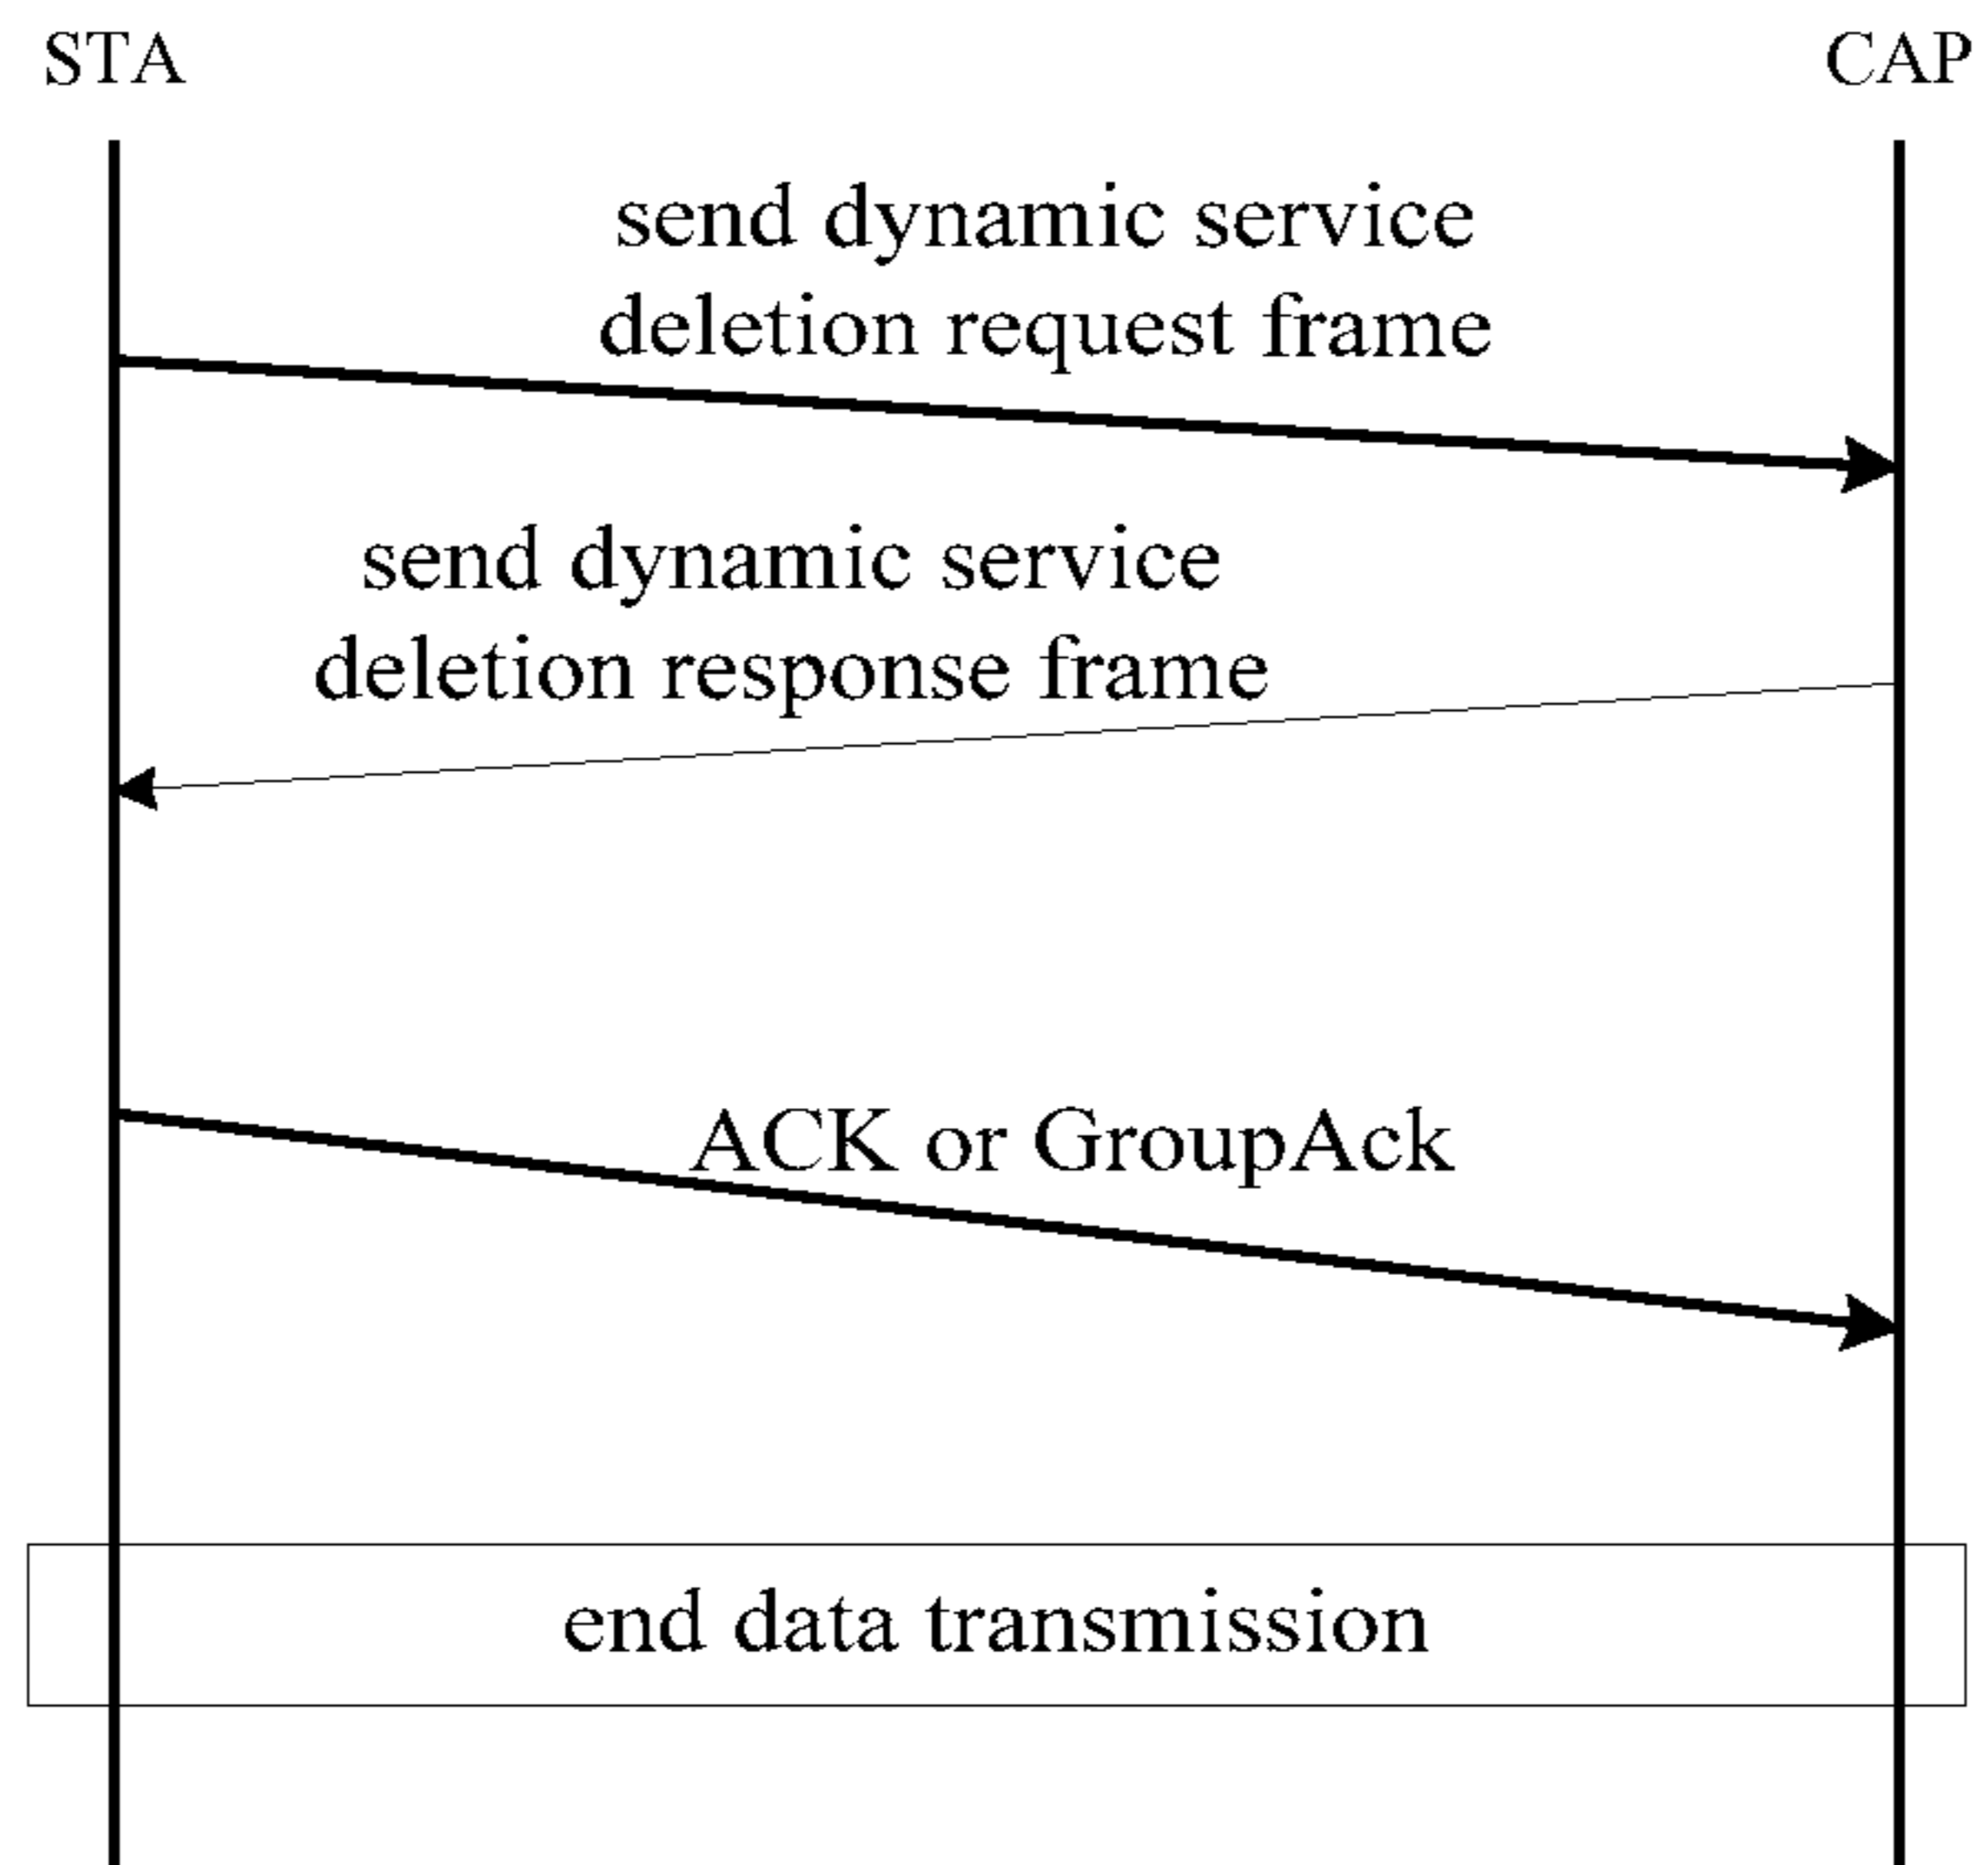 STA
CAP
send dynamic service
deletion request frame
send dynamic service
deletion response frame
ACK or GroupAck
end data transmission